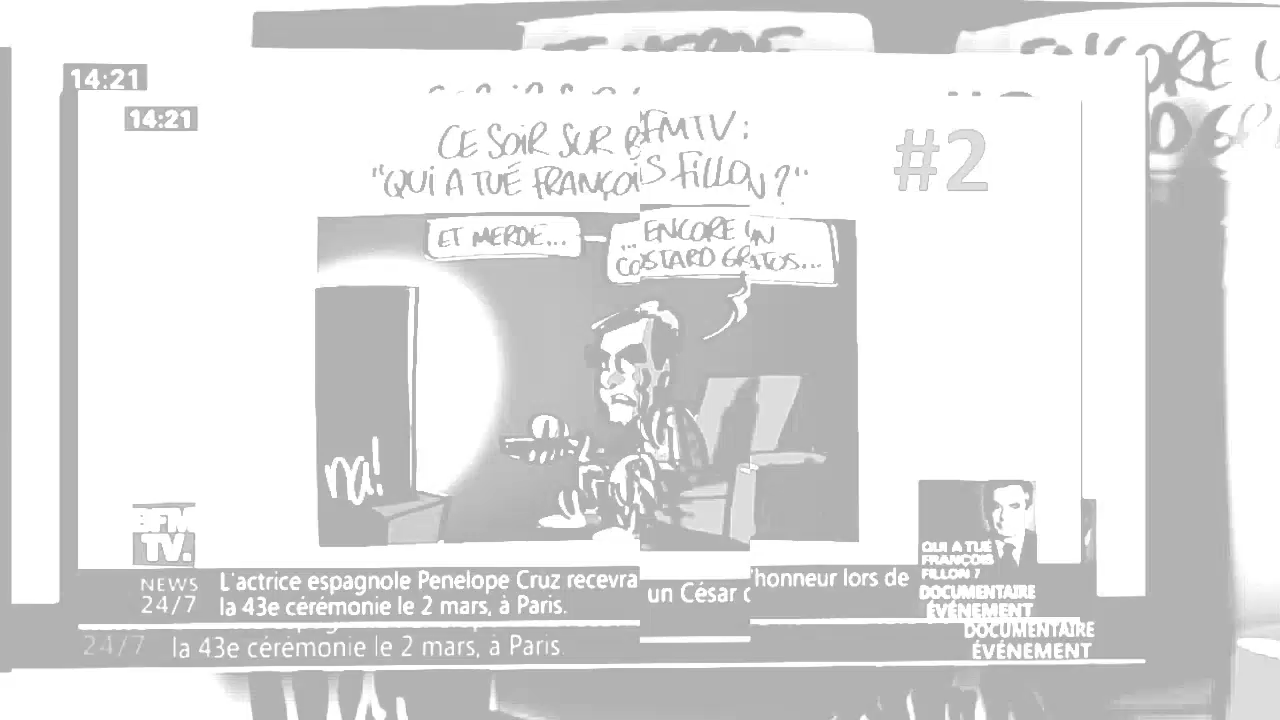 ET MERDE
ENCORE U
14:21
14:21
CE SOIR SUR BFMTV :
"QUI A TUÉ FRANÇOIS FILLON ?"
#2
ET MERDE...
... ENCORE UN
COSTARD GRATOS...
na!
BFM
TV.
QUI A TUÉ
FRANÇOIS
FILLON ?
DOCUMENTAIRE
ÉVÉNEMENT
NEWS
24/7
L'actrice espagnole Penelope Cruz recevra un César d'honneur lors de
la 43e cérémonie le 2 mars, à Paris.
24/7
la 43e cérémonie le 2 mars, à Paris.
DOCUMENTAIRE
ÉVÉNEMENT